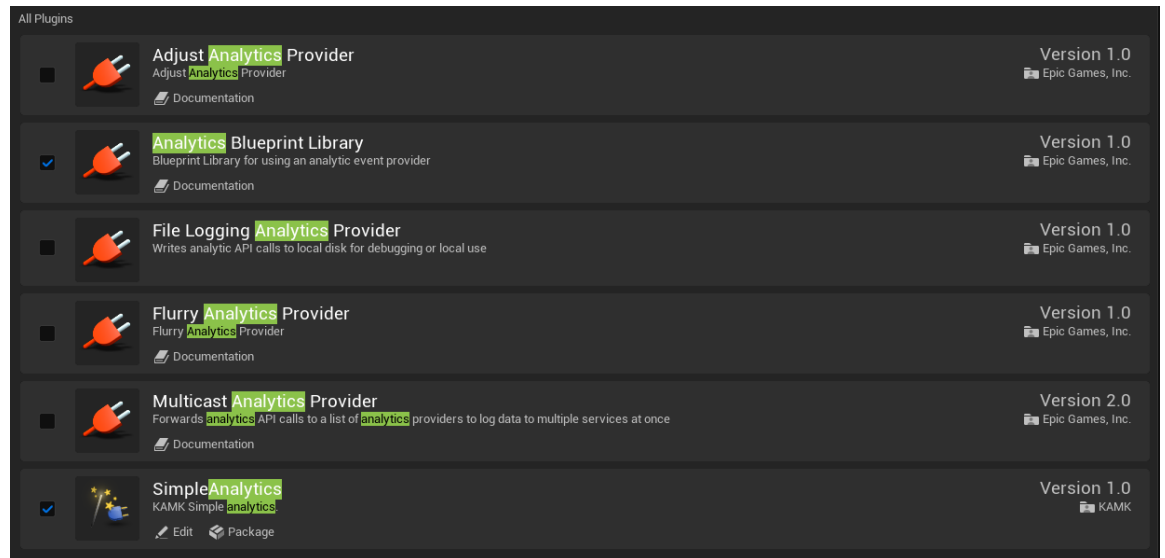 All Plugins
Adjust Analytics Provider
Version 1.0
Adjust Analytics Provider
Epic Games, Inc.
Documentation
Analytics Blueprint Library
Version 1.0
Blueprint Library for using an analytic event provider
Epic Games, Inc.
Documentation
File Logging Analytics Provider
Version 1.0
Writes analytic API calls to local disk for debugging or local use
Epic Games, Inc.
Flurry Analytics Provider
Version 1.0
Flurry Analytics Provider
Epic Games, Inc.
Documentation
Multicast Analytics Provider
Version 2.0
Forwards analytics API calls to a list of analytics providers to log data to multiple services at once
Epic Games, Inc.
Documentation
SimpleAnalytics
Version 1.0
KAMK Simple analytics.
KAMK
Edit Package